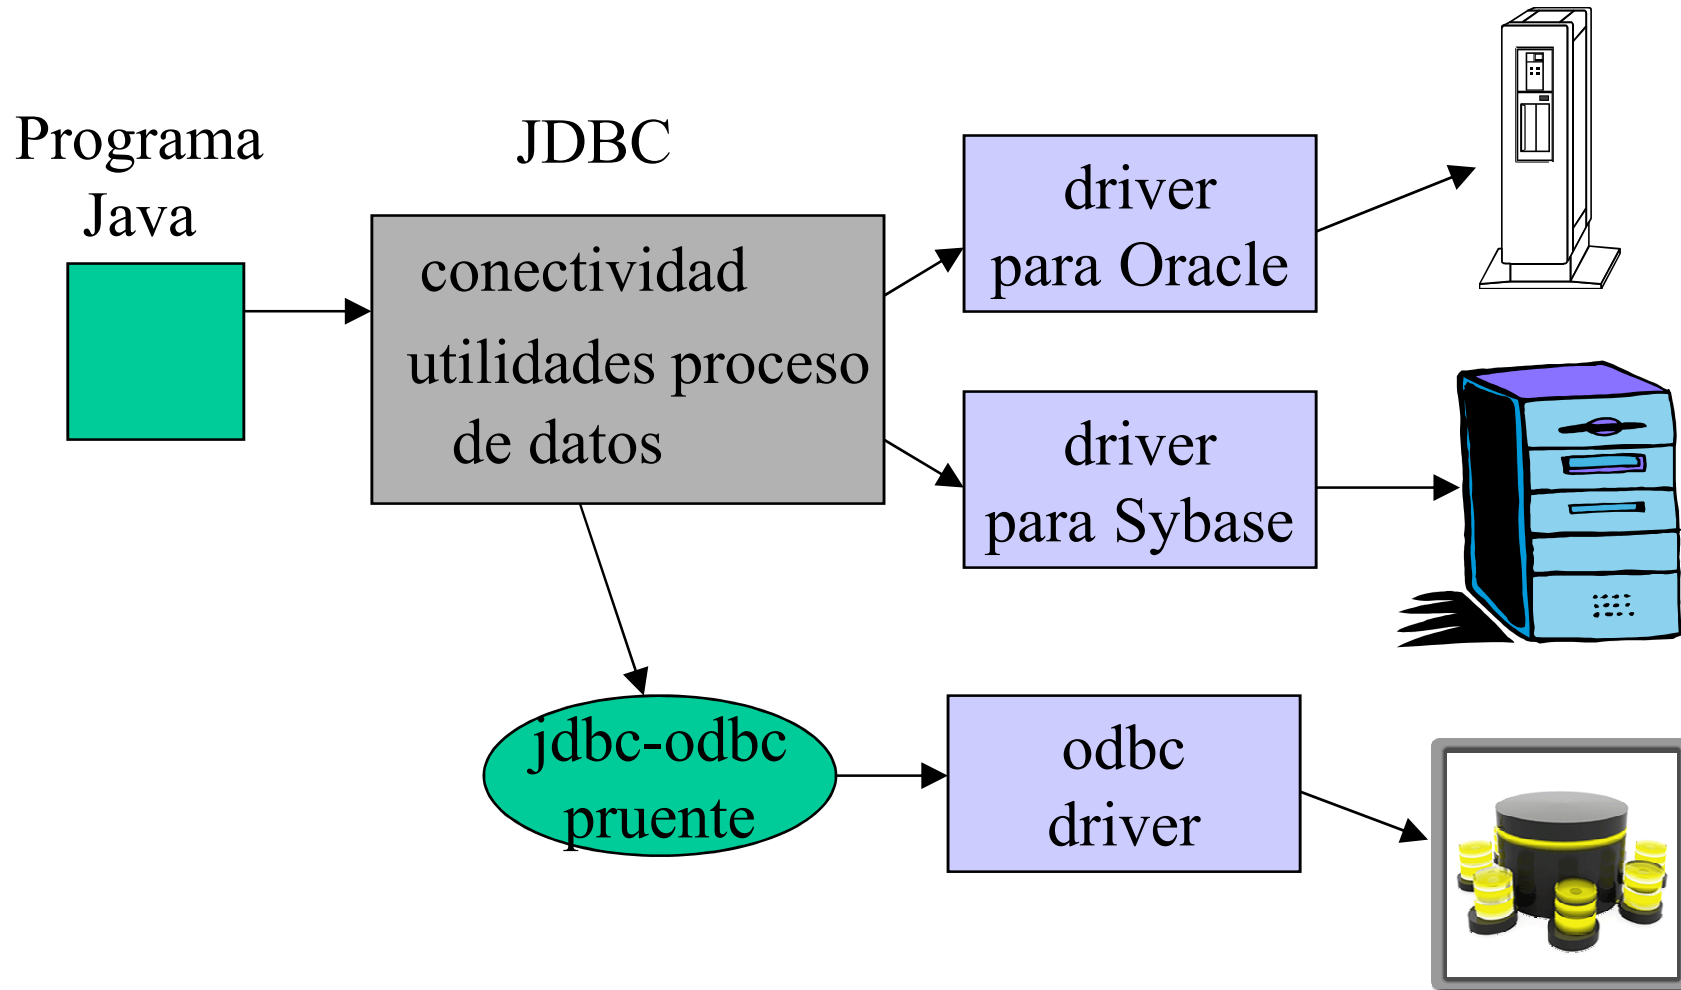 Programa
Java
JDBC
conectividad
utilidades proceso
de datos
driver
para Oracle
driver
para Sybase
jdbc-odbc
pruente
odbc
driver